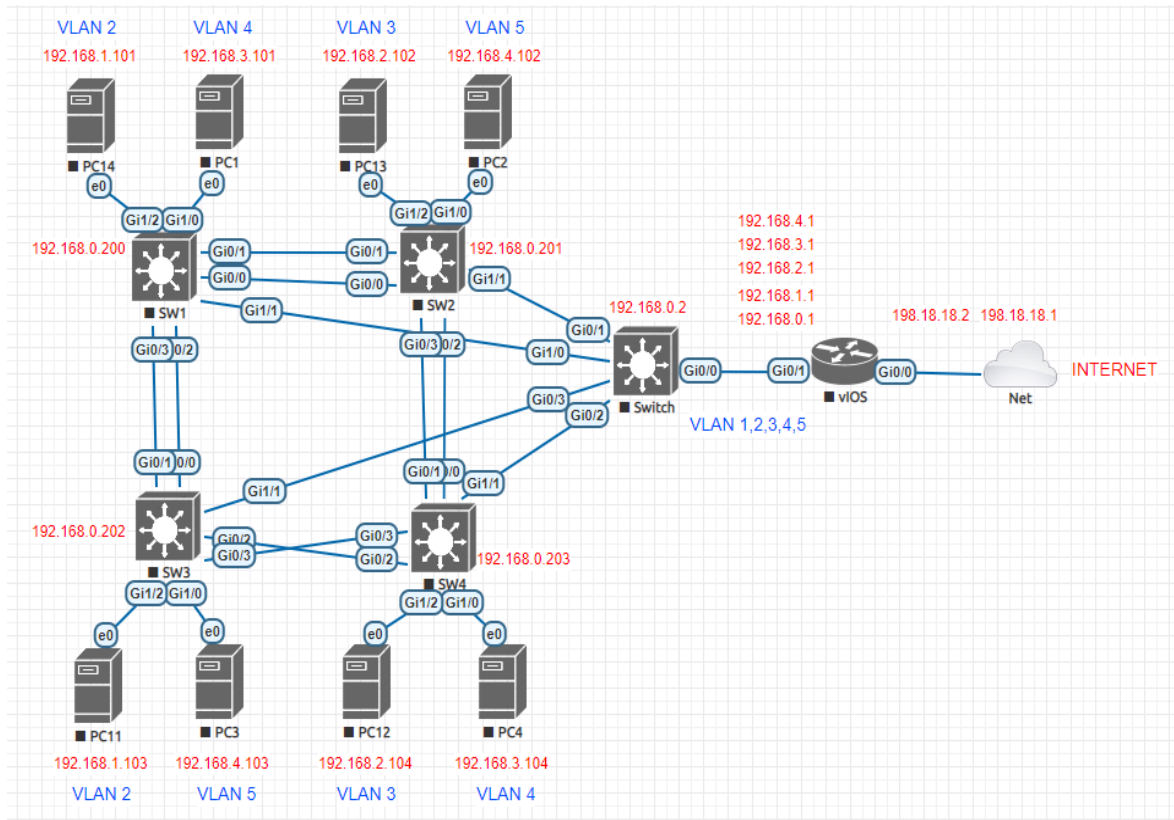 VLAN 2 VLAN 4 VLAN 3 VLAN 5
192.168.1.101 192.168.3.101 192.168.2.102 192.168.4.102
PC14 PC1 PC13 PC2
e0 e0 e0 e0
Gi1/2 Gi1/0 Gi1/2 Gi1/0
192.168.4.1
192.168.0.200 Gi0/1 Gi0/1 192.168.0.201
192.168.3.1
Gi0/0 Gi0/0 Gi1/1
192.168.2.1
192.168.1.1
SW1 SW2
Gi1/1 192.168.0.2
192.168.0.1 198.18.18.2 198.18.18.1
Gi0/1
Gi0/3 0/2 Gi0/3 0/2 Gi1/0
Gi0/0 Gi0/1 Gi0/0 INTERNET
Switch vIOS Net
Gi0/3
Gi0/2
VLAN 1,2,3,4,5
Gi0/1 0/0 Gi0/1 0/0
Gi1/1 Gi1/1
192.168.0.202 Gi0/2 Gi0/3
Gi0/3 Gi0/2 192.168.0.203
SW3 SW4
Gi1/2 Gi1/0 Gi1/2 Gi1/0
e0 e0 e0 e0
PC11 PC3 PC12 PC4
192.168.1.103 192.168.4.103 192.168.2.104 192.168.3.104
VLAN 2 VLAN 5 VLAN 3 VLAN 4